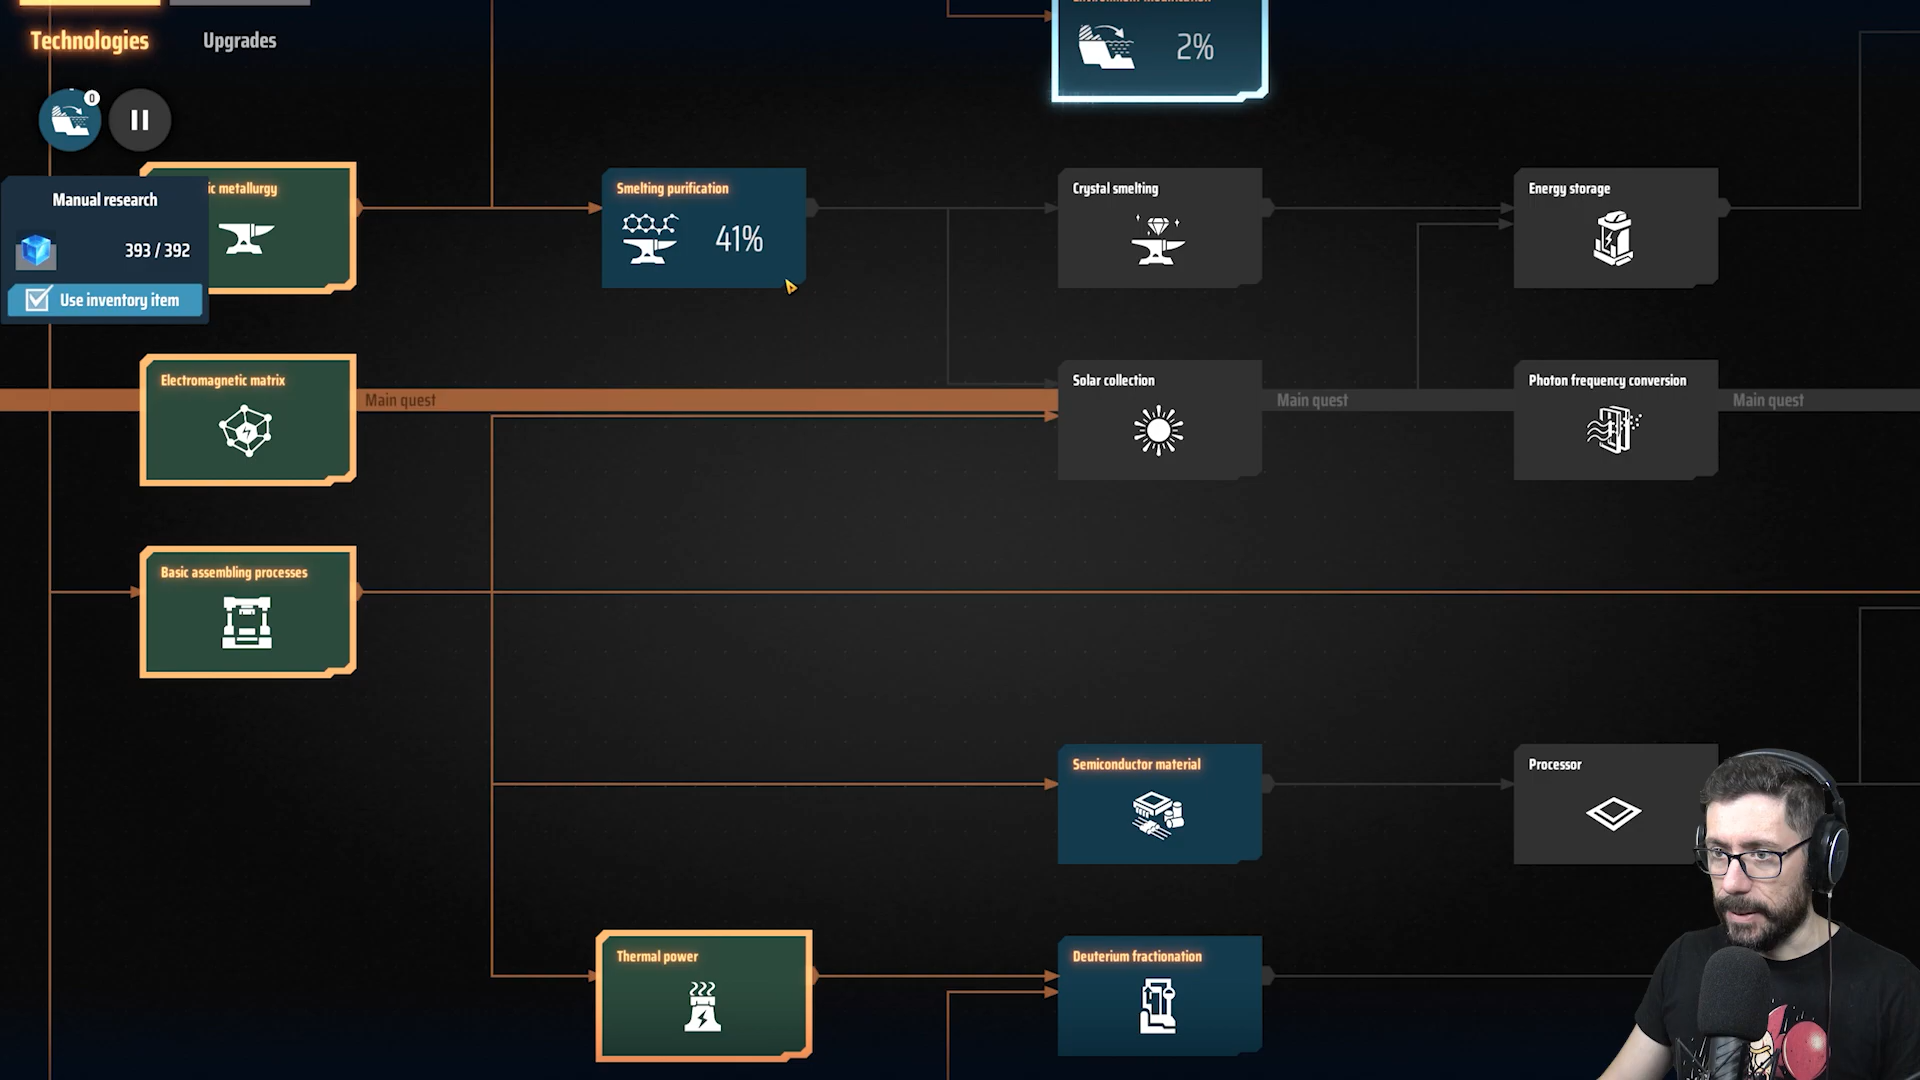 Technologies
Upgrades
2%
0
Manual research
393 / 392
Use inventory item
ic metallurgy
Smelting purification
41%
Crystal smelting
Energy storage
Electromagnetic matrix
Main quest
Solar collection
Main quest
Photon frequency conversion
Main quest
Basic assembling processes
Semiconductor material
Processor
Thermal power
Deuterium fractionation